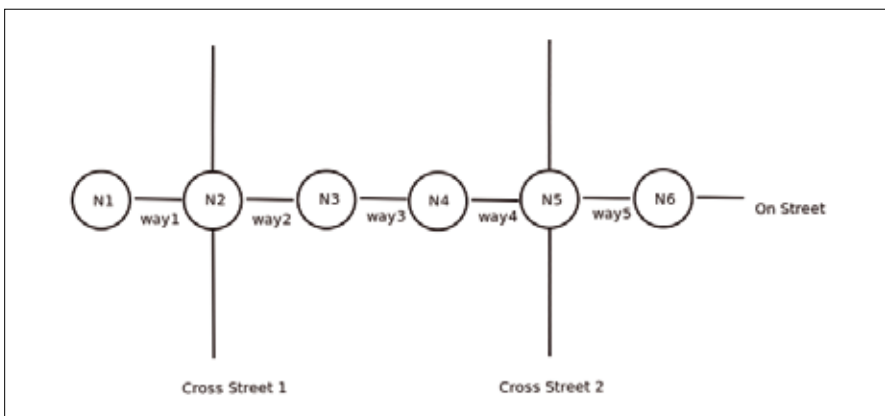 N1 N2 N3 N4 N5 N6
way1 way2 way3 way4 way5
On Street
Cross Street 1
Cross Street 2